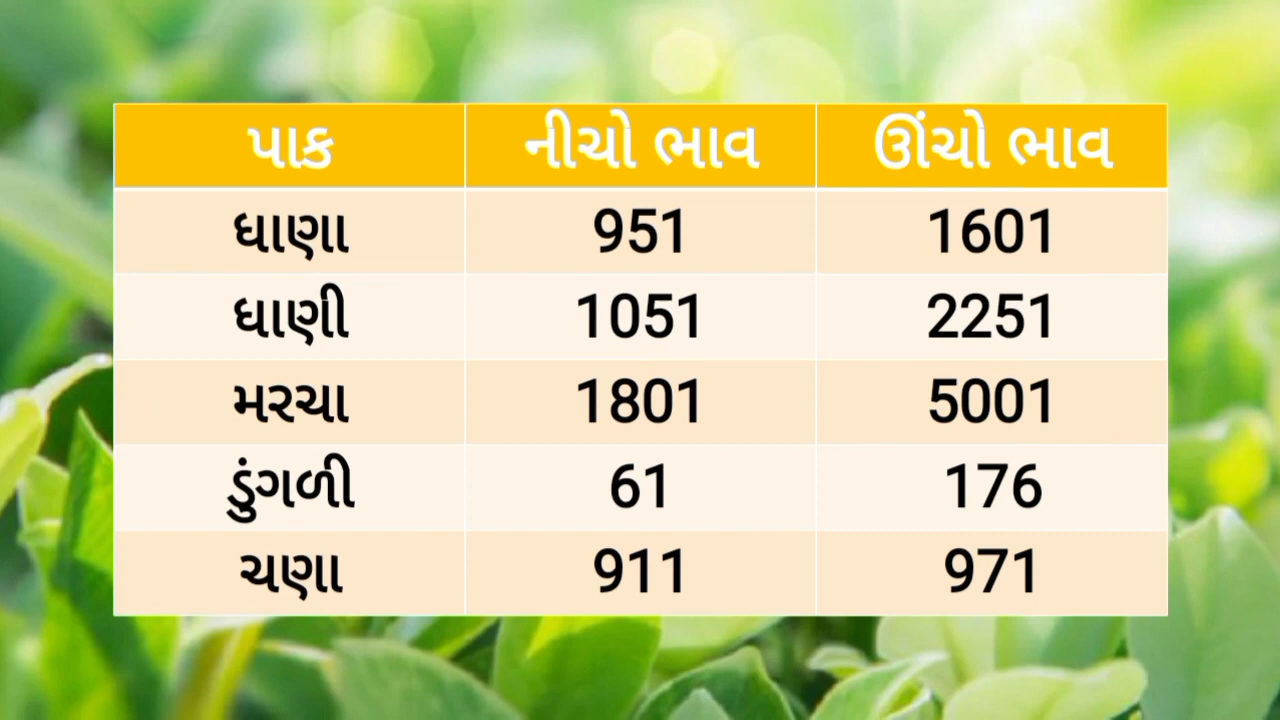 પાક નીચો ભાવ ઊંચો ભાવ
ધાણા 951 1601
ધાણી 1051 2251
મરચા 1801 5001
ડુંગળી 61 176
ચણા 911 971